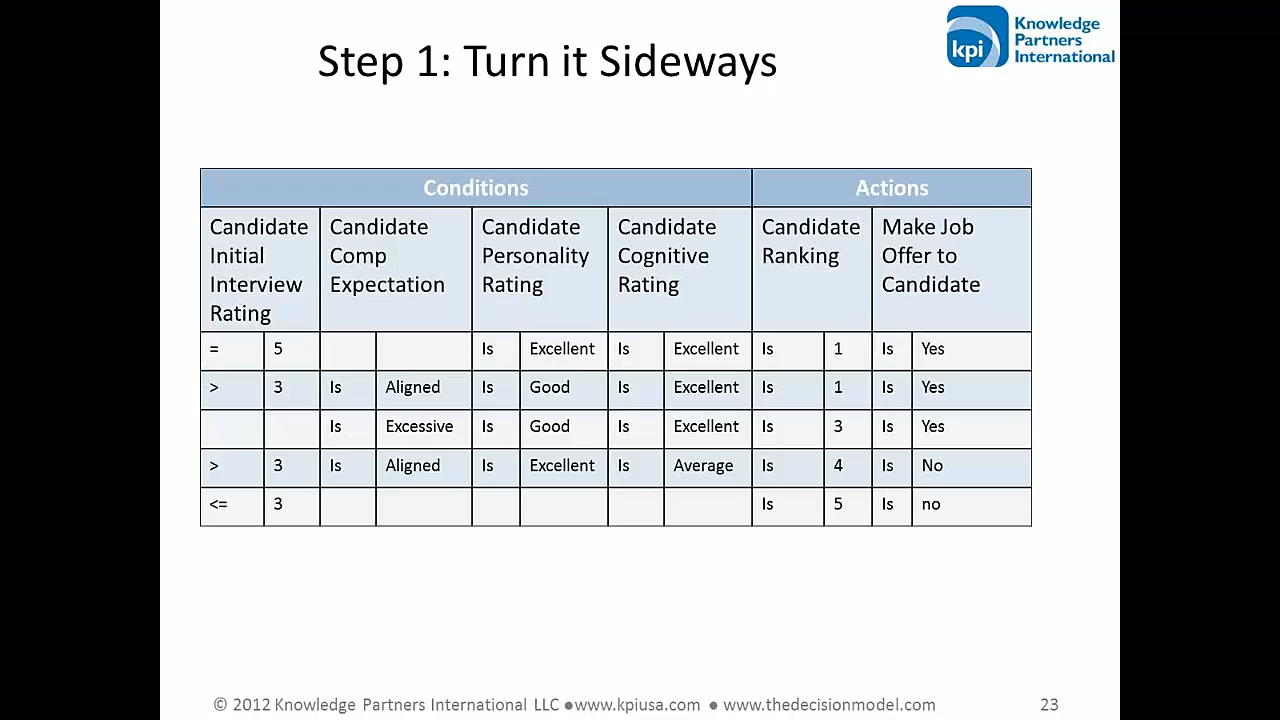 Step 1: Turn it Sideways
kpi
Knowledge
Partners
International
Conditions Actions
Candidate Initial Interview Rating
Candidate Comp Expectation
Candidate Personality Rating
Candidate Cognitive Rating
Candidate Ranking
Make Job Offer to Candidate
= 5 Is Excellent Is Excellent Is 1 Is Yes
> 3 Is Aligned Is Good Is Excellent Is 1 Is Yes
Is Excessive Is Good Is Excellent Is 3 Is Yes
> 3 Is Aligned Is Excellent Is Average Is 4 Is No
<= 3 Is 5 Is no
© 2012 Knowledge Partners International LLC ●www.kpiusa.com ● www.thedecisionmodel.com 23